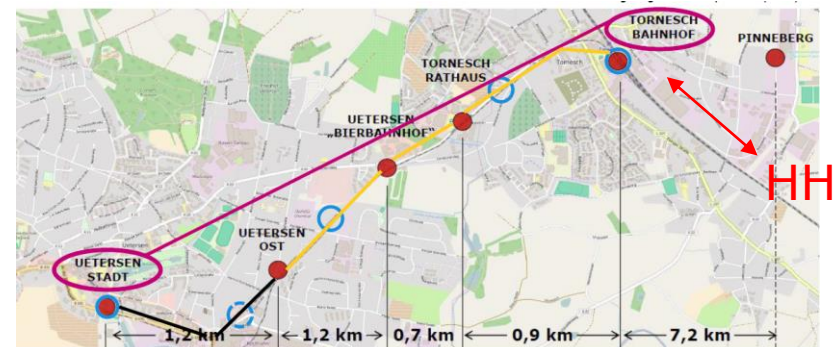 TORNESCH
BAHNHOF
PINNEBERG
TORNESCH
RATHAUS
Tornesch
UETERSEN
„BIERBAHNHOF“
HH
UETERSEN
OST
UETERSEN
STADT
1,2 km
1,2 km
0,7 km
0,9 km
7,2 km